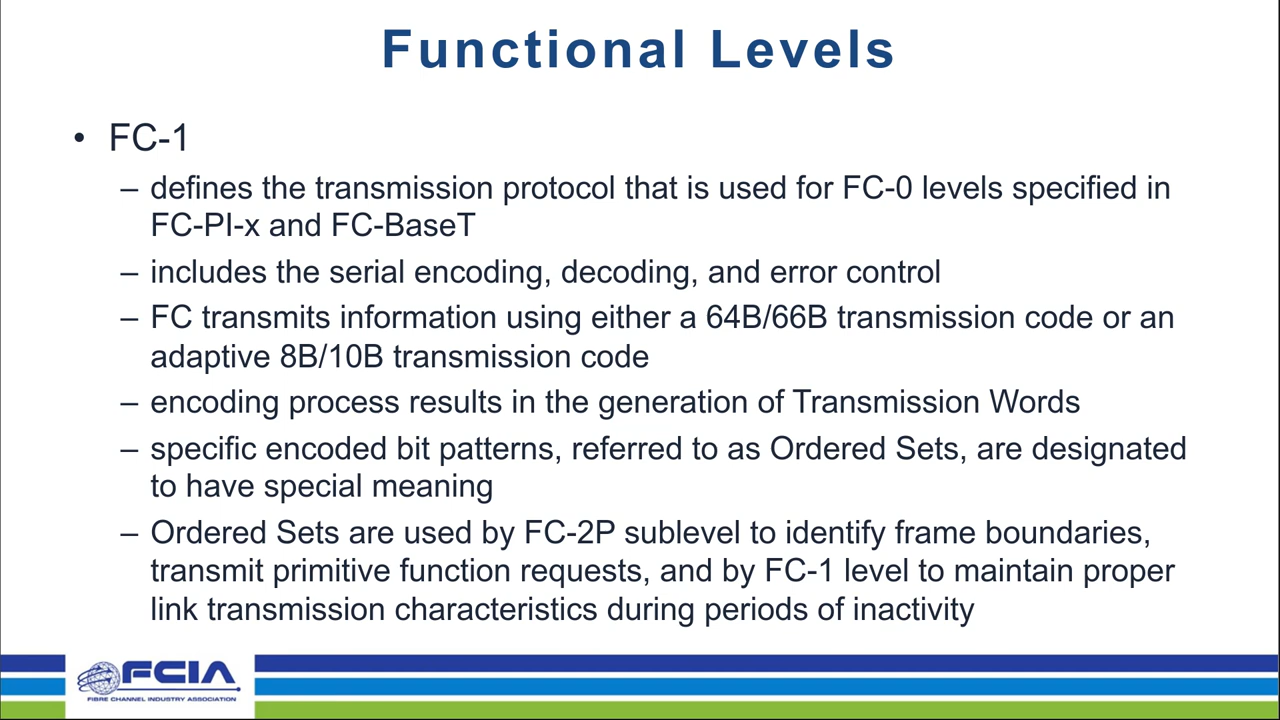 Functional Levels
• FC-1
– defines the transmission protocol that is used for FC-0 levels specified in
FC-PI-x and FC-BaseT
– includes the serial encoding, decoding, and error control
– FC transmits information using either a 64B/66B transmission code or an
adaptive 8B/10B transmission code
– encoding process results in the generation of Transmission Words
– specific encoded bit patterns, referred to as Ordered Sets, are designated
to have special meaning
– Ordered Sets are used by FC-2P sublevel to identify frame boundaries,
transmit primitive function requests, and by FC-1 level to maintain proper
link transmission characteristics during periods of inactivity
FCIA
FIBRE CHANNEL INDUSTRY ASSOCIATION